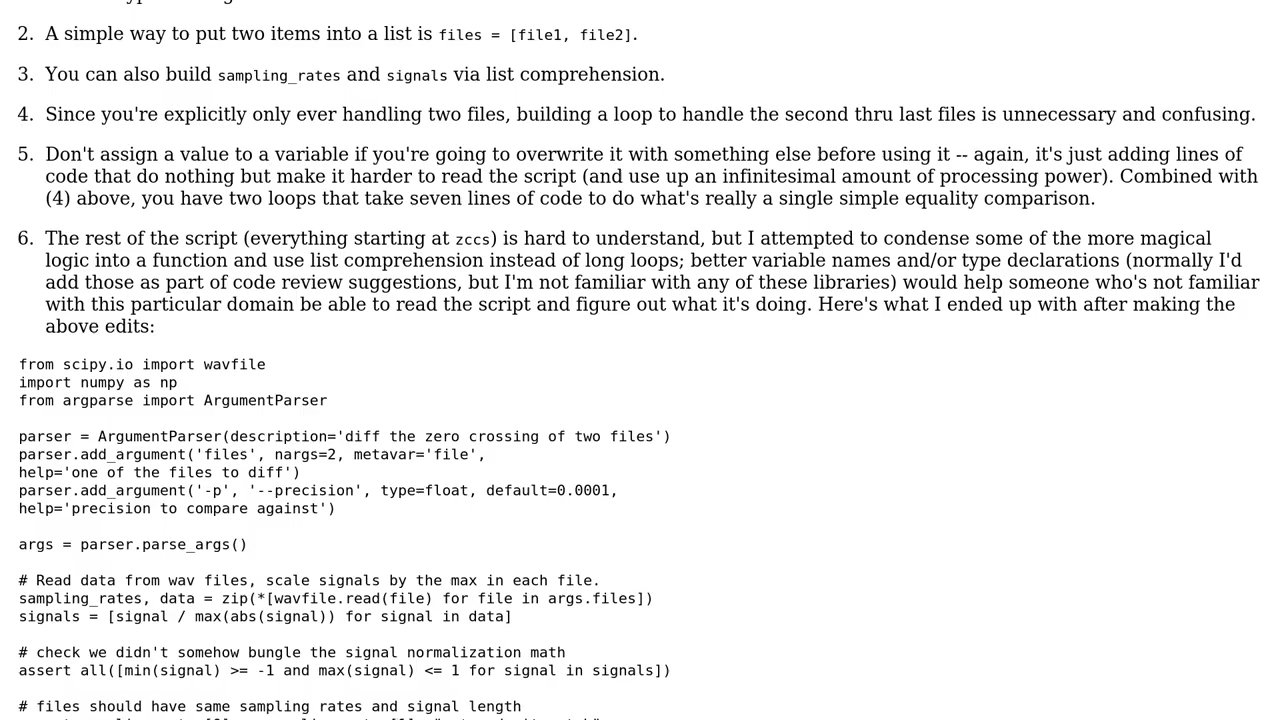 2. A simple way to put two items into a list is files = [file1, file2].
3. You can also build sampling_rates and signals via list comprehension.
4. Since you're explicitly only ever handling two files, building a loop to handle the second thru last files is unnecessary and confusing.
5. Don't assign a value to a variable if you're going to overwrite it with something else before using it -- again, it's just adding lines of
code that do nothing but make it harder to read the script (and use up an infinitesimal amount of processing power). Combined with
(4) above, you have two loops that take seven lines of code to do what's really a single simple equality comparison.
6. The rest of the script (everything starting at zccs) is hard to understand, but I attempted to condense some of the more magical
logic into a function and use list comprehension instead of long loops; better variable names and/or type declarations (normally I'd
add those as part of code review suggestions, but I'm not familiar with any of these libraries) would help someone who's not familiar
with this particular domain be able to read the script and figure out what it's doing. Here's what I ended up with after making the
above edits:
from scipy.io import wavfile
import numpy as np
from argparse import ArgumentParser
parser = ArgumentParser(description='diff the zero crossing of two files')
parser.add_argument('files', nargs=2, metavar='file',
help='one of the files to diff')
parser.add_argument('-p', '--precision', type=float, default=0.0001,
help='precision to compare against')
args = parser.parse_args()
# Read data from wav files, scale signals by the max in each file.
sampling_rates, data = zip(*[wavfile.read(file) for file in args.files])
signals = [signal / max(abs(signal)) for signal in data]
# check we didn't somehow bungle the signal normalization math
assert all([min(signal) >= -1 and max(signal) <= 1 for signal in signals])
# files should have same sampling rates and signal length